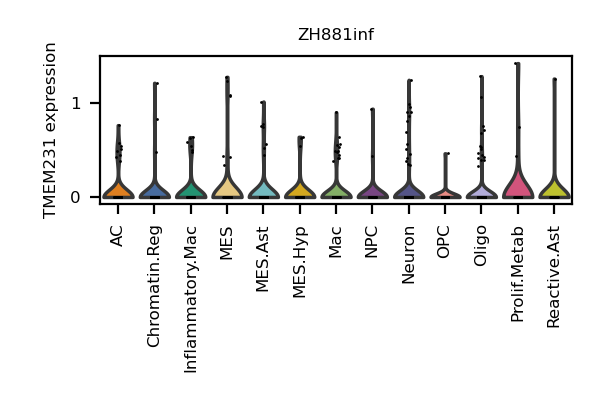 ZH881inf
TMEM231 expression
1
0
AC
Chromatin.Reg
Inflammatory.Mac
MES
MES.Ast
MES.Hyp
Mac
NPC
Neuron
OPC
Oligo
Prolif.Metab
Reactive.Ast